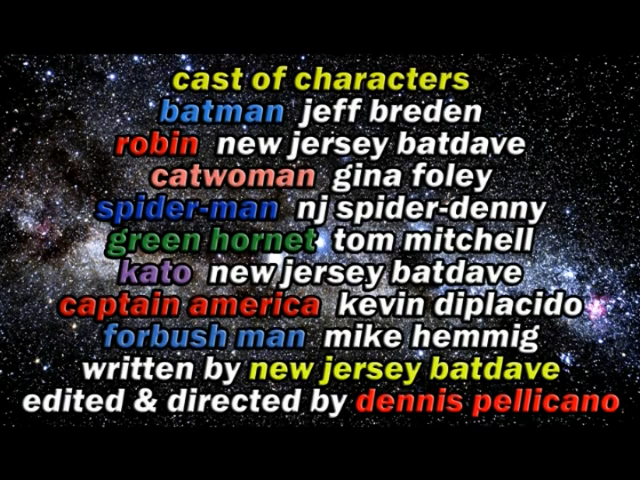 cast of characters
batman jeff breden
robin new jersey batdave
catwoman gina foley
spider-man nj spider-denny
green hornet tom mitchell
kato new jersey batdave
captain america kevin diplacido
forbush man mike hemmig
written by new jersey batdave
edited & directed by dennis pellicano